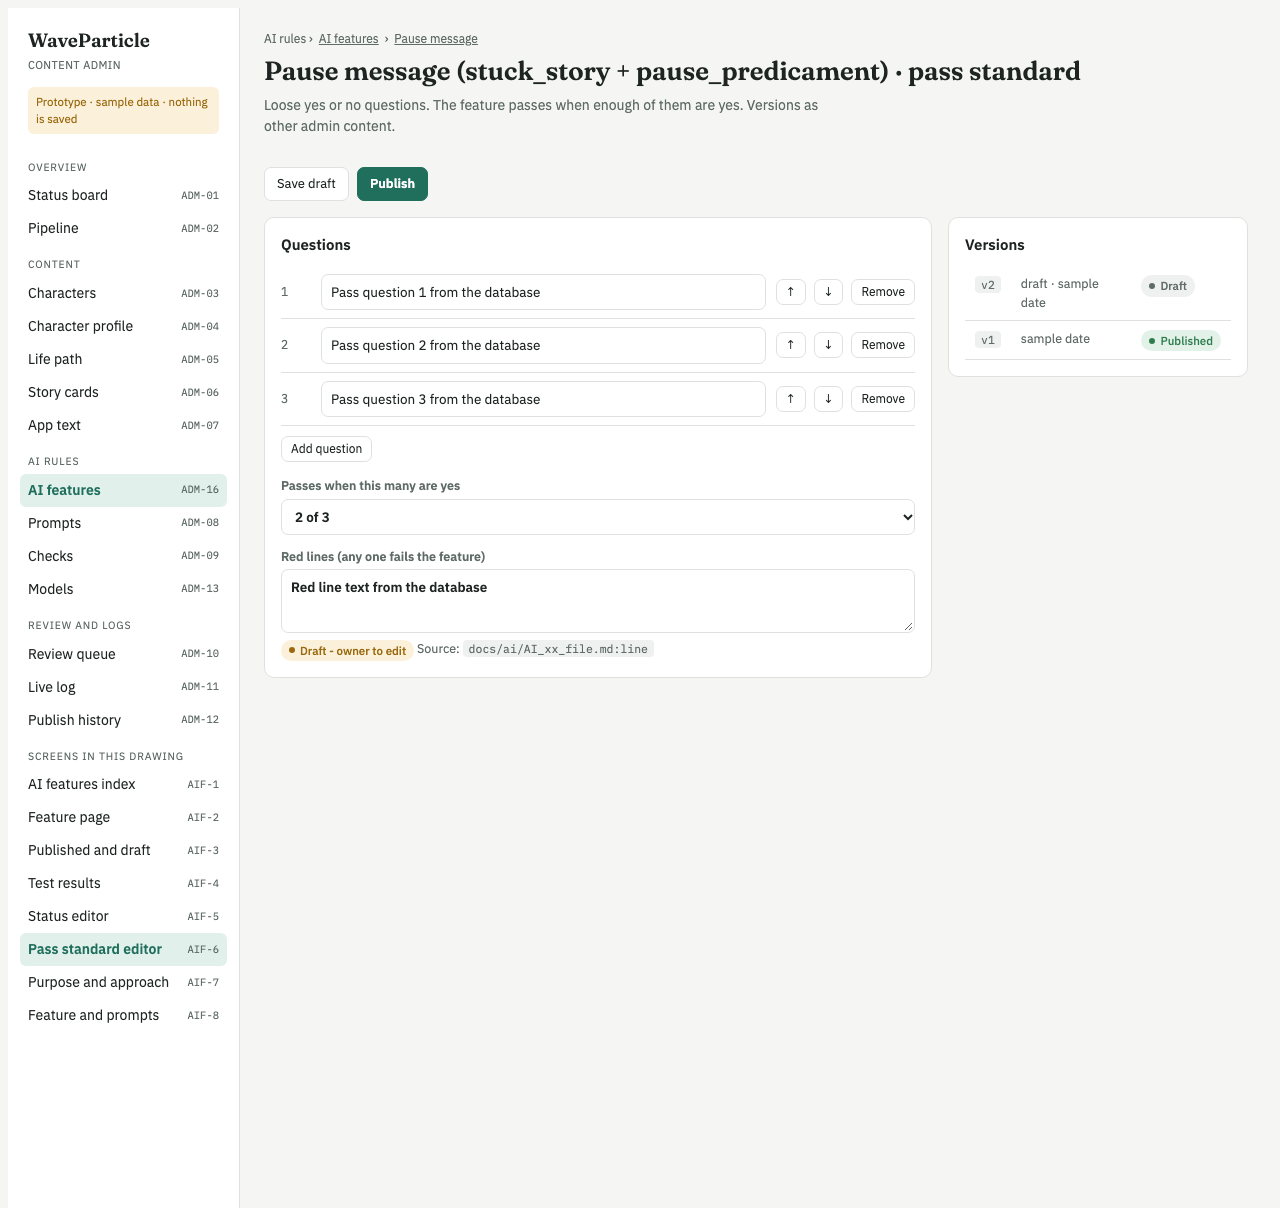 WaveParticle
CONTENT ADMIN
Prototype · sample data · nothing
is saved
OVERVIEW
Status board ADM-01
Pipeline ADM-02
CONTENT
Characters ADM-03
Character profile ADM-04
Life path ADM-05
Story cards ADM-06
App text ADM-07
AI RULES
AI features ADM-16
Prompts ADM-08
Checks ADM-09
Models ADM-13
REVIEW AND LOGS
Review queue ADM-10
Live log ADM-11
Publish history ADM-12
SCREENS IN THIS DRAWING
AI features index AIF-1
Feature page AIF-2
Published and draft AIF-3
Test results AIF-4
Status editor AIF-5
Pass standard editor AIF-6
Purpose and approach AIF-7
Feature and prompts AIF-8
AI rules › AI features › Pause message
Pause message (stuck_story + pause_predicament) · pass standard
Loose yes or no questions. The feature passes when enough of them are yes. Versions as
other admin content.
Save draft Publish
Questions
1 Pass question 1 from the database ↑ ↓ Remove
2 Pass question 2 from the database ↑ ↓ Remove
3 Pass question 3 from the database ↑ ↓ Remove
Add question
Passes when this many are yes
2 of 3
Red lines (any one fails the feature)
Red line text from the database
Draft - owner to edit Source: docs/ai/AI_xx_file.md:line
Versions
v2 draft · sample
date Draft
v1 sample date Published